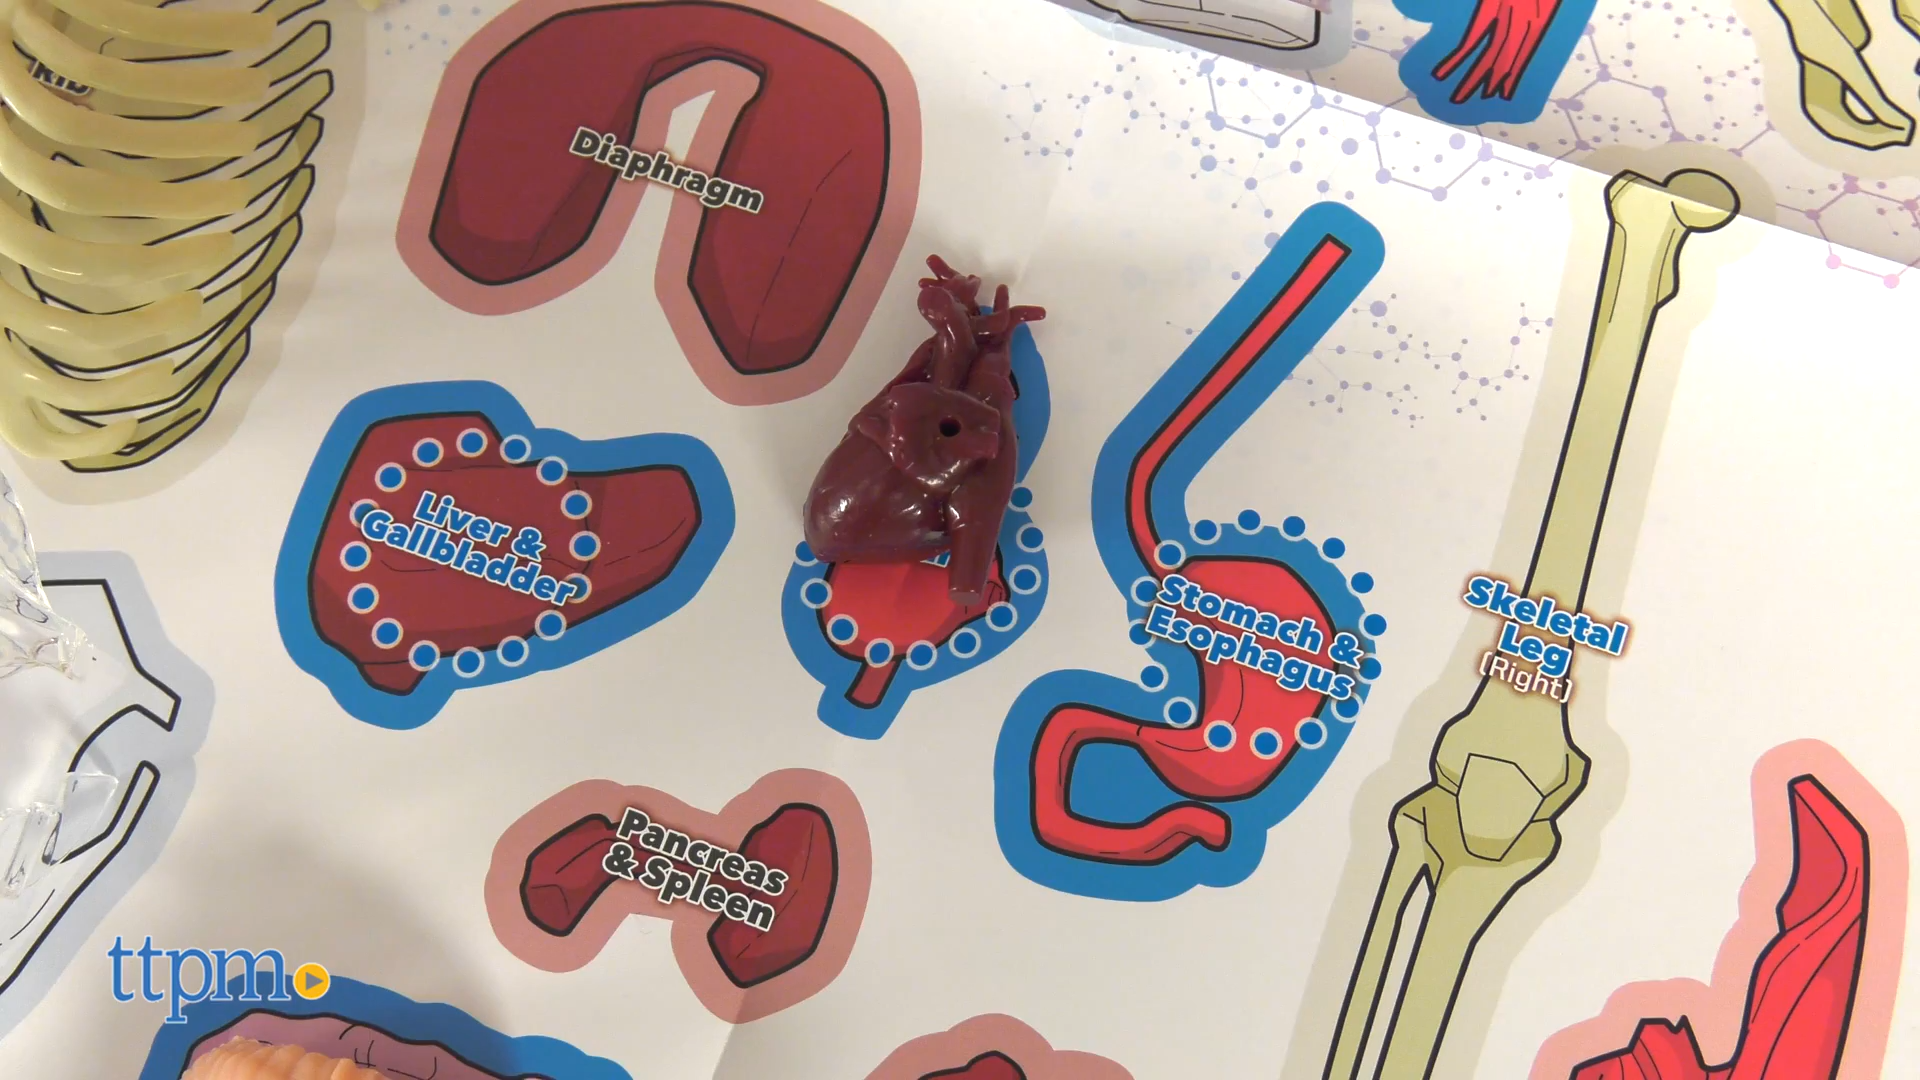 Rib
Diaphragm
Liver &
Gallbladder
Stomach &
Esophagus
Skeletal
Leg
(Right)
Pancreas
& Spleen
ttpm